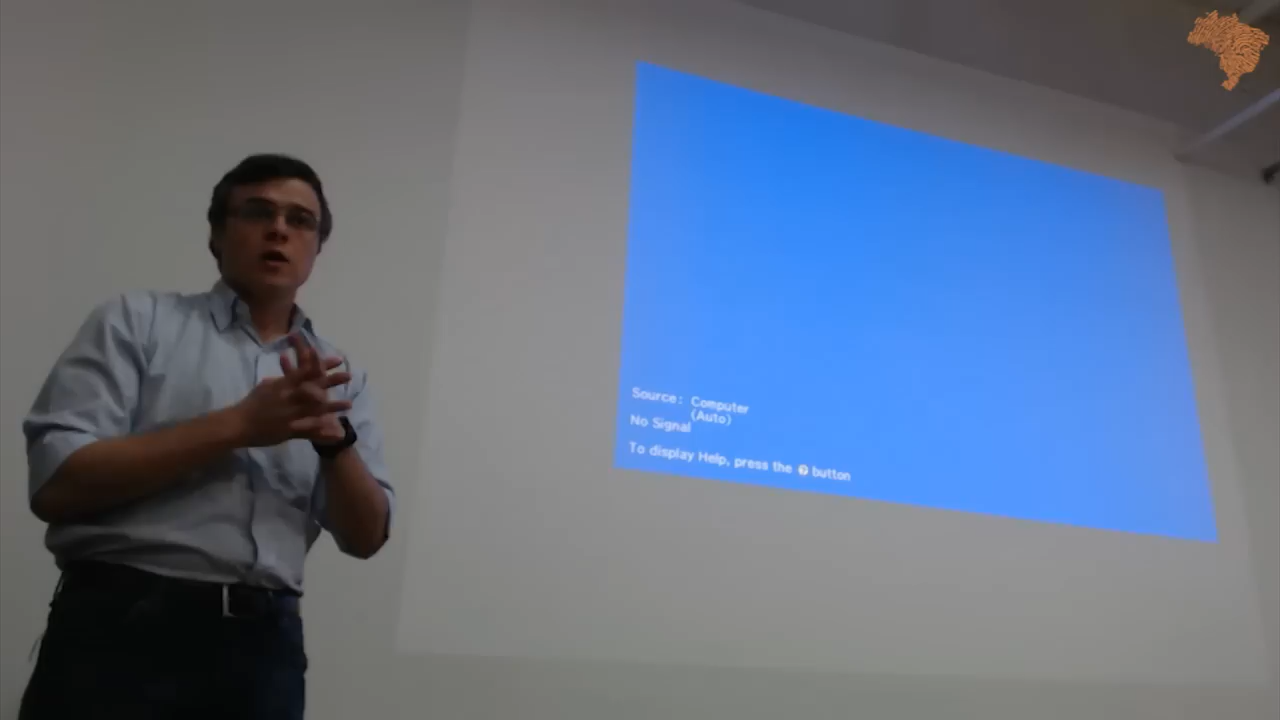 Source: Computer
(Auto)
No Signal
To display Help, press the ? button